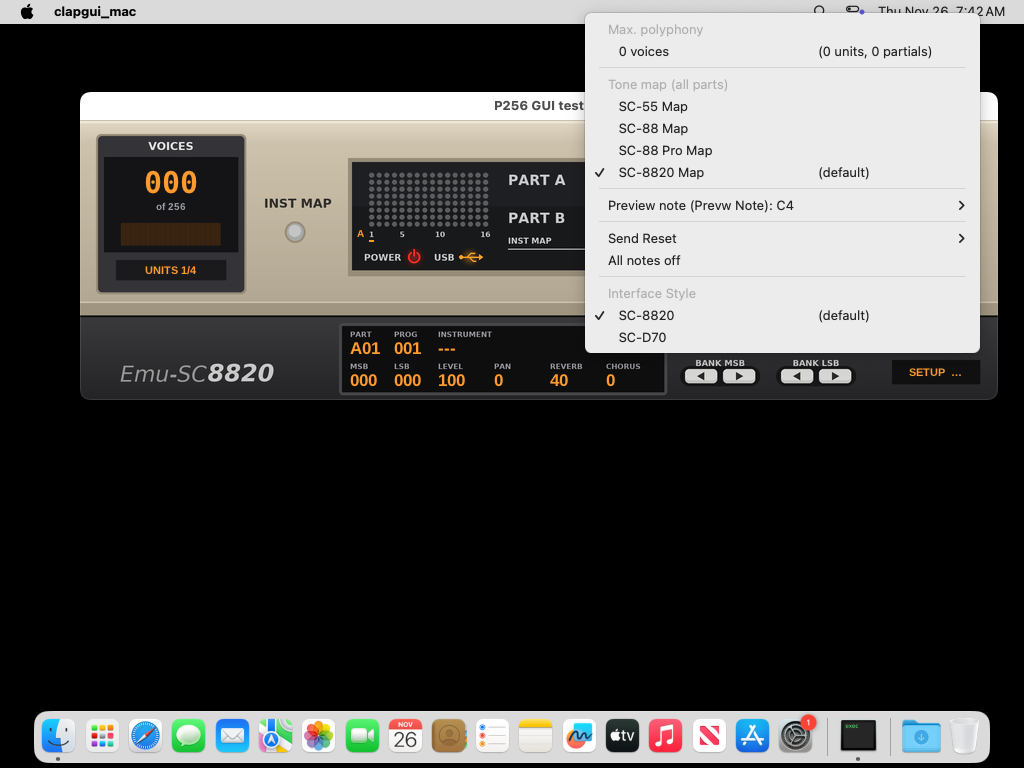 clapgui_mac
Thu Nov 26 7:42 AM
Max. polyphony
0 voices (0 units, 0 partials)
Tone map (all parts)
SC-55 Map
SC-88 Map
SC-88 Pro Map
✓ SC-8820 Map (default)
Preview note (Prevw Note): C4
Send Reset
All notes off
Interface Style
✓ SC-8820 (default)
SC-D70
P256 GUI test
VOICES
000
of 256
UNITS 1/4
INST MAP
PART A
PART B
INST MAP
A 1 5 10 16
POWER USB
Emu-SC8820
PART PROG INSTRUMENT
A01 001 ---
MSB LSB LEVEL PAN REVERB CHORUS
000 000 100 0 40 0
BANK MSB BANK LSB
◀ ▶ ◀ ▶
SETUP ...
NOV
26
tv
1
exec